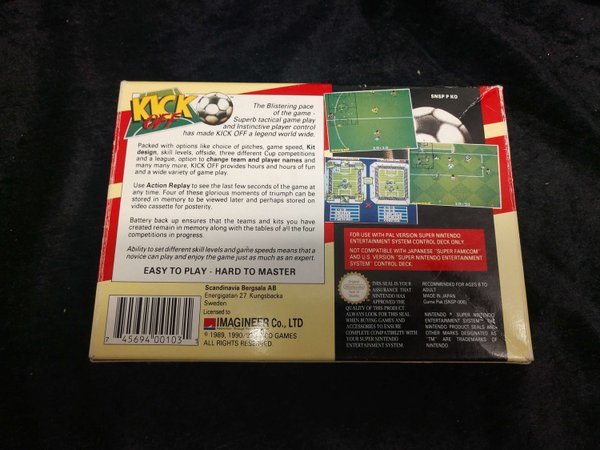 KICK
OFF
The Blistering pace
of the game -
Superb tactical game play
and Instinctive player control
has made KICK OFF a legend world wide.
Packed with options like choice of pitches, game speed, Kit
design, skill levels, offside, three different Cup competitions
and a league, option to change team and player names and
many many more, KICK OFF provides hours and hours of fun
and a wide variety of game play.
Use Action Replay to see the last few seconds of the game at
any time. Four of these glorious moments of triumph can be
stored in memory to be viewed later and perhaps stored on
video cassette for posterity.
Battery back up ensures that the teams and kits you have
created remain in memory along with the tables of all the four
competitions in progress.
Ability to set different skill levels and game speeds means that a
novice can play and enjoy the game just as much as an expert.
EASY TO PLAY - HARD TO MASTER
7 45694 00103
Scandinavia Bergsala AB
Energigatan 27 Kungsbacka
Sweden
Licensed to
IMAGINEER Co., LTD
© 1989, 1990, GAMES
ALL RIGHTS RESERVED
SNSP P KO
FOR USE WITH PAL VERSION SUPER NINTENDO
ENTERTAINMENT SYSTEM CONTROL DECK ONLY.
NOT COMPATIBLE WITH JAPANESE "SUPER FAMICOM"
AND U.S. VERSION "SUPER NINTENDO ENTERTAINMENT
SYSTEM" CONTROL DECK.
THIS SEAL IS YOUR
ASSURANCE THAT
NINTENDO HAS
APPROVED THE
QUALITY OF THIS PRODUCT.
ALWAYS LOOK FOR THIS SEAL
WHEN BUYING GAMES AND
ACCESSORIES TO ENSURE
COMPLETE COMPATIBILITY WITH
YOUR SUPER NINTENDO
ENTERTAINMENT SYSTEM.
RECOMMENDED FOR AGES 6 TO
ADULT
MADE IN JAPAN
Game Pak (SNSP-006)
NINTENDO®, SUPER NINTENDO
ENTERTAINMENT SYSTEM™, THE
NINTENDO PRODUCT SEALS AND
OTHER MARKS DESIGNATED AS
"TM" ARE TRADEMARKS OF
NINTENDO.